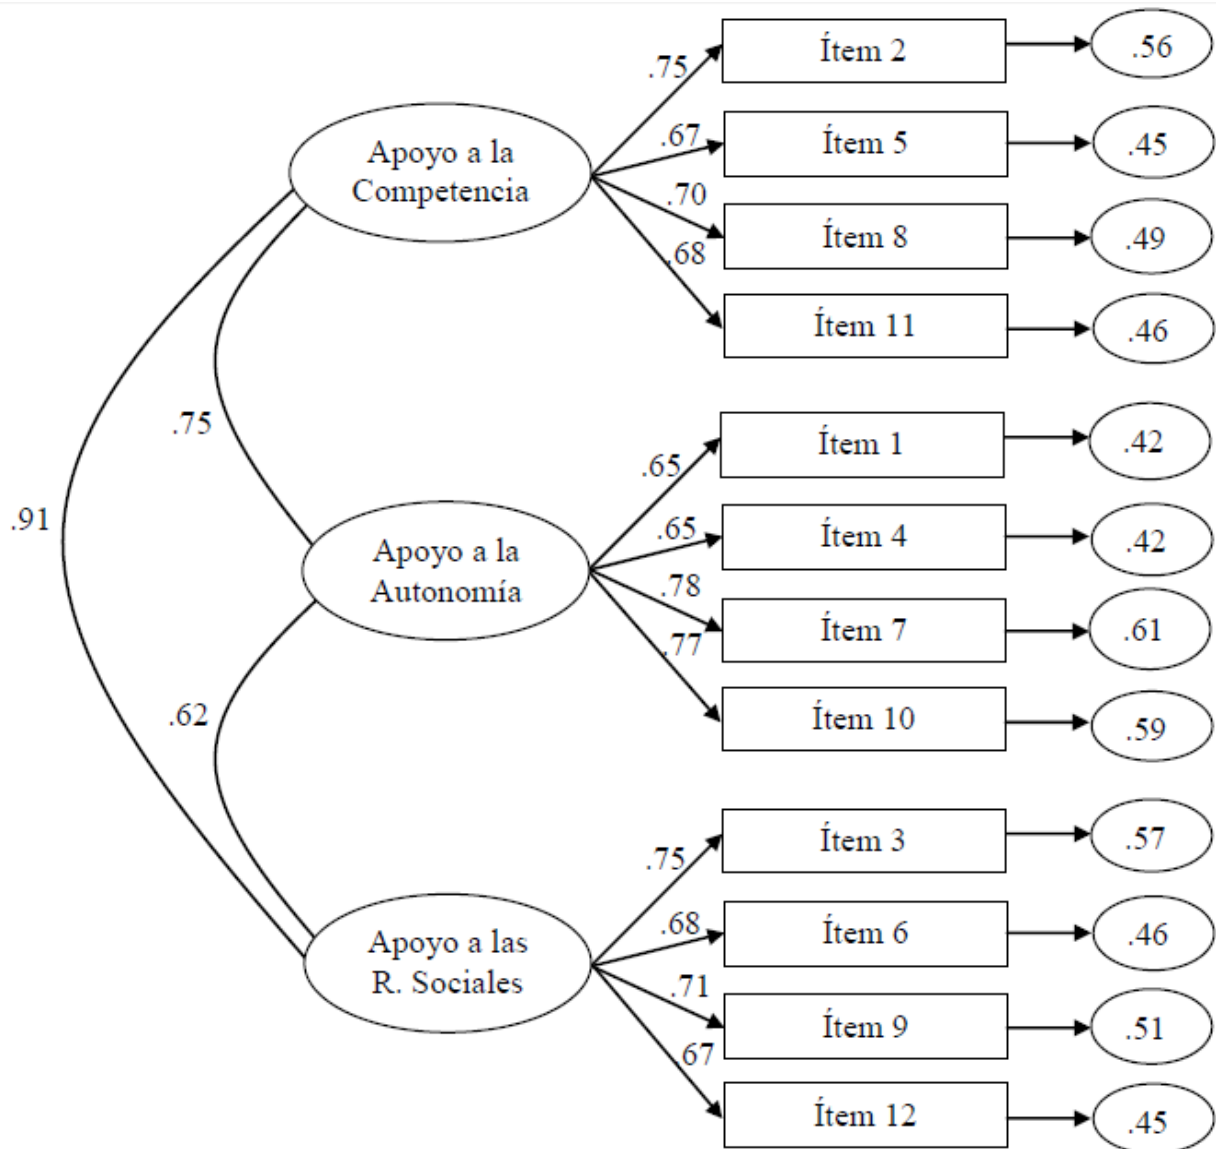 .75
Ítem 2
.56
Apoyo a la
Competencia
.67
Ítem 5
.45
.70
Ítem 8
.49
.68
Ítem 11
.46
.75
.91
.65
Ítem 1
.42
Apoyo a la
Autonomía
.65
Ítem 4
.42
.78
Ítem 7
.61
.77
Ítem 10
.59
.62
.75
Ítem 3
.57
Apoyo a las
R. Sociales
.68
Ítem 6
.46
.71
Ítem 9
.51
.67
Ítem 12
.45